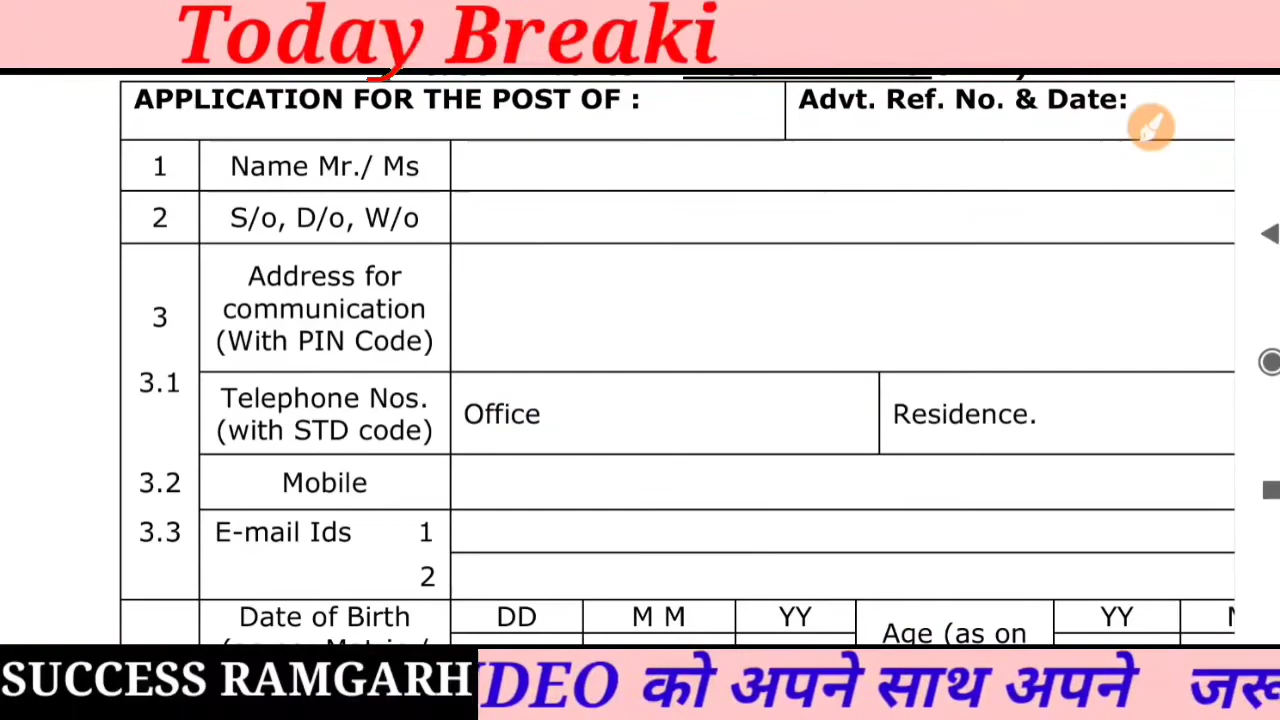 Today Breaki
APPLICATION FOR THE POST OF : Advt. Ref. No. & Date:
1 Name Mr./ Ms
2 S/o, D/o, W/o
3 Address for
communication
(With PIN Code)
3.1 Telephone Nos.
(with STD code) Office Residence.
3.2 Mobile
3.3 E-mail Ids 1
2
Date of Birth DD M M YY Age (as on YY
SUCCESS RAMGARH IDEO को अपने साथ अपने